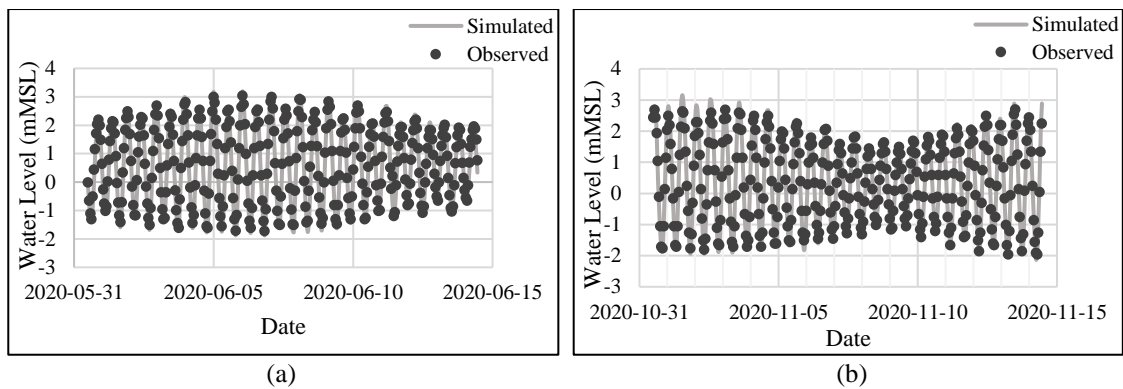 Simulated
Observed
Water Level (mMSL)
4
3
2
1
0
-1
-2
-3
2020-05-31
2020-06-05
2020-06-10
2020-06-15
Date
(a)
Simulated
Observed
Water Level (mMSL)
4
3
2
1
0
-1
-2
-3
2020-10-31
2020-11-05
2020-11-10
2020-11-15
Date
(b)